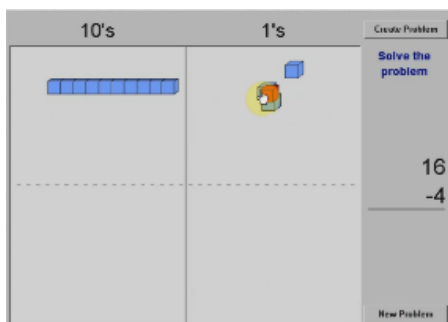 10's 1's
Create Problem
Solve the
problem
16
-4
New Problem